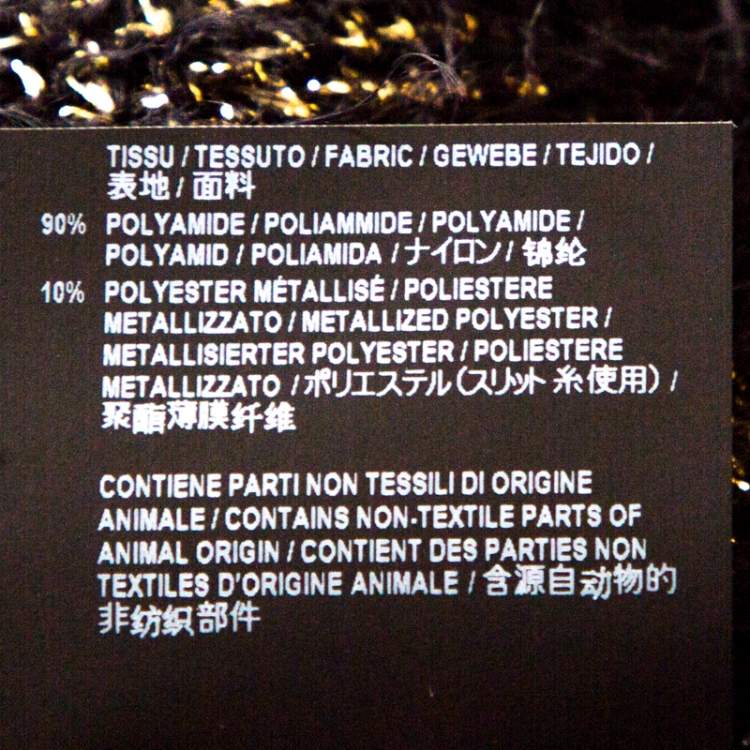 TISSU / TESSUTO / FABRIC / GEWEBE / TEJIDO /
表地 / 面料
90% POLYAMIDE / POLIAMMIDE / POLYAMIDE /
POLYAMID / POLIAMIDA / ナイロン / 锦纶
10% POLYESTER MÉTALLISÉ / POLIESTERE
METALLIZZATO / METALLIZED POLYESTER /
METALLISIERTER POLYESTER / POLIESTERE
METALLIZZATO / ポリエステル(スリット糸使用) /
聚酯薄膜纤维
CONTIENE PARTI NON TESSILI DI ORIGINE
ANIMALE / CONTAINS NON-TEXTILE PARTS OF
ANIMAL ORIGIN / CONTIENT DES PARTIES NON
TEXTILES D'ORIGINE ANIMALE / 含源自动物的
非纺织部件